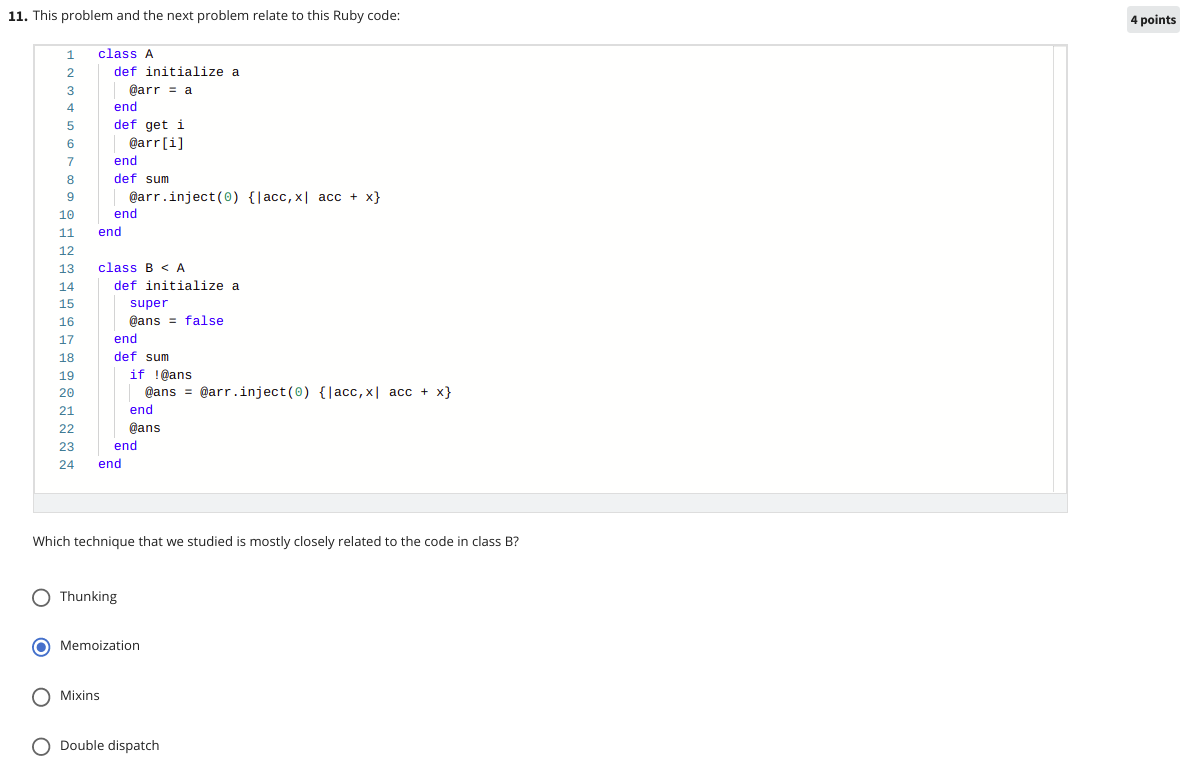 11. This problem and the next problem relate to this Ruby code:
4 points
1 class A
2 def initialize a
3 @arr = a
4 end
5 def get i
6 @arr[i]
7 end
8 def sum
9 @arr.inject(0) {|acc,x| acc + x}
10 end
11 end
12
13 class B < A
14 def initialize a
15 super
16 @ans = false
17 end
18 def sum
19 if !@ans
20 @ans = @arr.inject(0) {|acc,x| acc + x}
21 end
22 @ans
23 end
24 end
Which technique that we studied is mostly closely related to the code in class B?
Thunking
Memoization
Mixins
Double dispatch